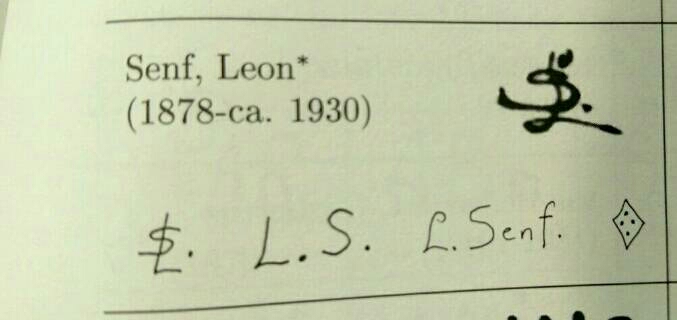 Senf, Leon*
(1878-ca. 1930)
L. S. L. Senf.